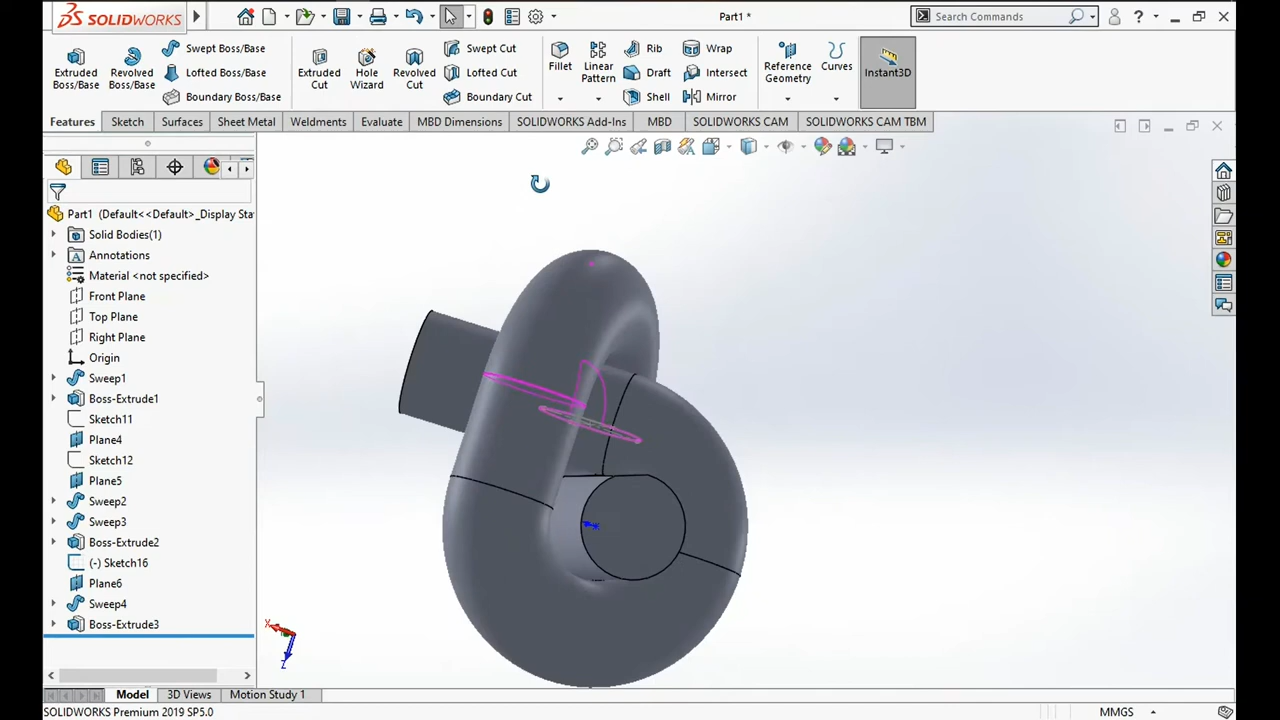 SOLIDWORKS
Part1 *
Search Commands
?
Extruded Boss/Base
Revolved Boss/Base
Swept Boss/Base
Lofted Boss/Base
Boundary Boss/Base
Extruded Cut
Hole Wizard
Revolved Cut
Swept Cut
Lofted Cut
Boundary Cut
Fillet
Linear Pattern
Rib
Draft
Shell
Wrap
Intersect
Mirror
Reference Geometry
Curves
Instant3D
Features
Sketch
Surfaces
Sheet Metal
Weldments
Evaluate
MBD Dimensions
SOLIDWORKS Add-Ins
MBD
SOLIDWORKS CAM
SOLIDWORKS CAM TBM
Part1 (Default<<Default>_Display Sta
Solid Bodies(1)
Annotations
Material <not specified>
Front Plane
Top Plane
Right Plane
Origin
Sweep1
Boss-Extrude1
Sketch11
Plane4
Sketch12
Plane5
Sweep2
Sweep3
Boss-Extrude2
(-) Sketch16
Plane6
Sweep4
Boss-Extrude3
X
Z
Model
3D Views
Motion Study 1
SOLIDWORKS Premium 2019 SP5.0
MMGS